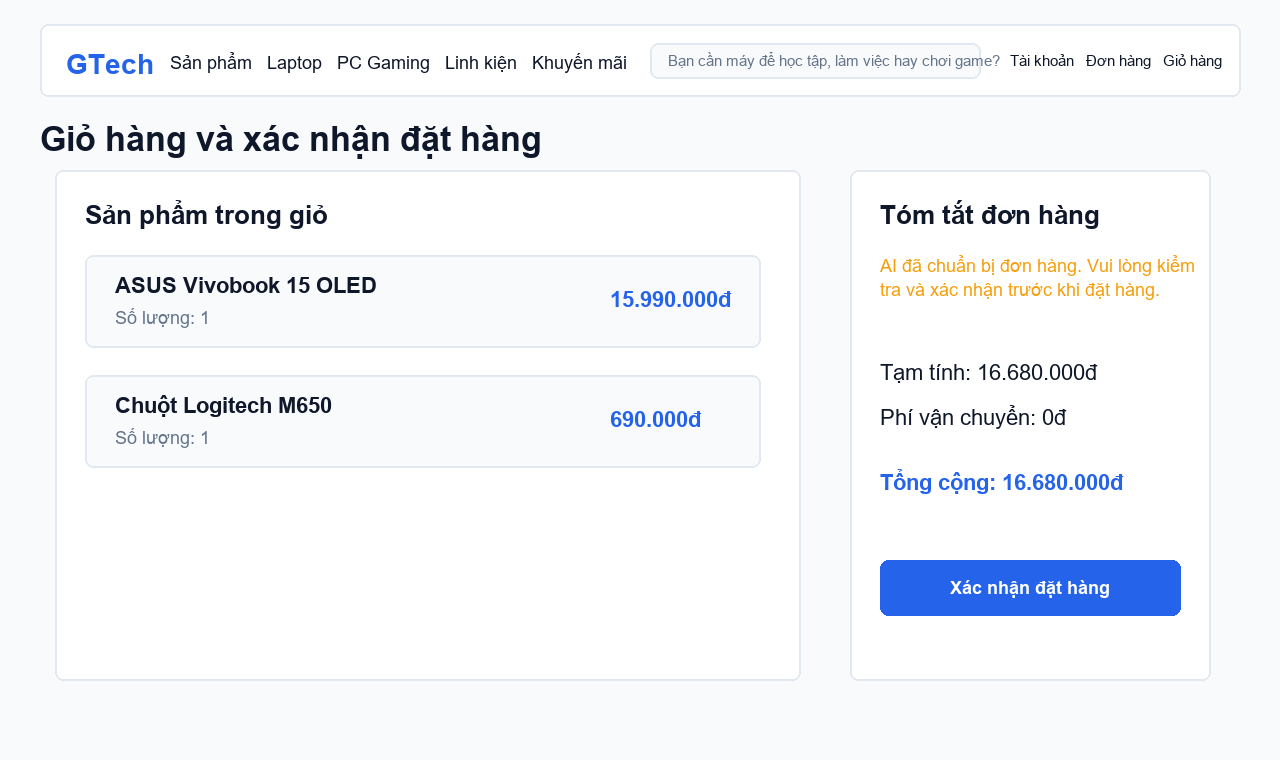 GTech Sản phẩm Laptop PC Gaming Linh kiện Khuyến mãi Bạn cần máy để học tập, làm việc hay chơi game? Tài khoản Đơn hàng Giỏ hàng
Giỏ hàng và xác nhận đặt hàng
Sản phẩm trong giỏ
ASUS Vivobook 15 OLED
Số lượng: 1
15.990.000đ
Chuột Logitech M650
Số lượng: 1
690.000đ
Tóm tắt đơn hàng
AI đã chuẩn bị đơn hàng. Vui lòng kiểm
tra và xác nhận trước khi đặt hàng.
Tạm tính: 16.680.000đ
Phí vận chuyển: 0đ
Tổng cộng: 16.680.000đ
Xác nhận đặt hàng